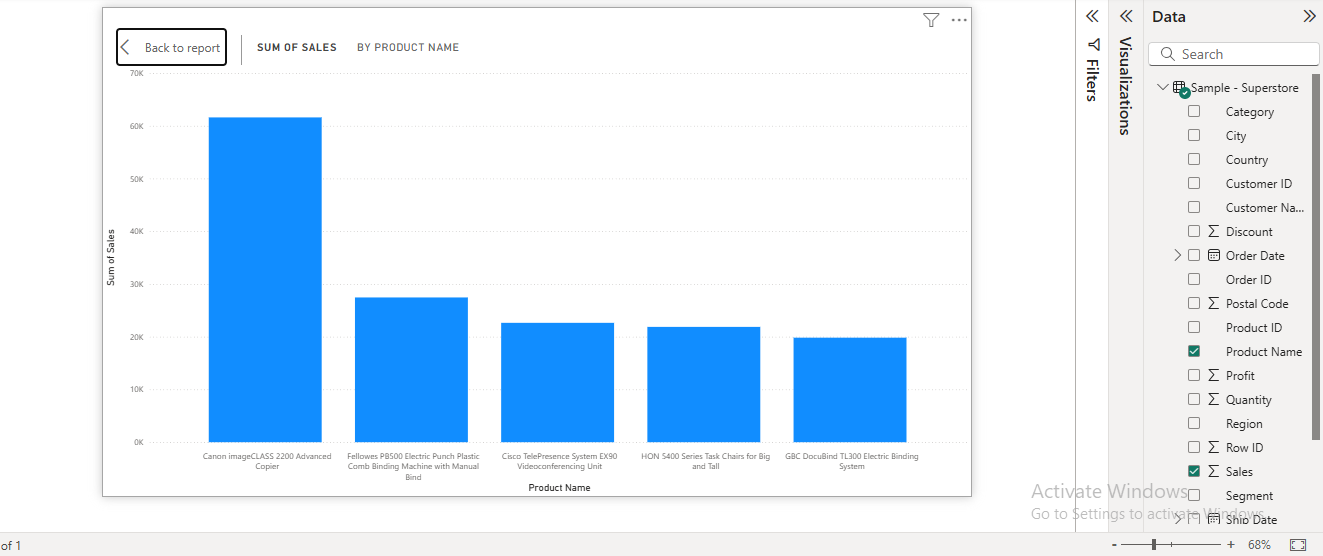 Back to report
SUM OF SALES
BY PRODUCT NAME
70K
60K
50K
40K
30K
20K
10K
0K
Sum of Sales
Canon imageCLASS 2200 Advanced
Copier
Fellowes PB500 Electric Punch Plastic
Comb Binding Machine with Manual
Bind
Cisco TelePresence System EX90
Videoconferencing Unit
HON 5400 Series Task Chairs for Big
and Tall
GBC DocuBind TL300 Electric Binding
System
Product Name
Filters
Visualizations
Data
Search
Sample - Superstore
Category
City
Country
Customer ID
Customer Na...
Discount
Order Date
Order ID
Postal Code
Product ID
Product Name
Profit
Quantity
Region
Row ID
Sales
Segment
Ship Date
Activate Windows
Go to Settings to activate Windows.
of 1
- + 68%